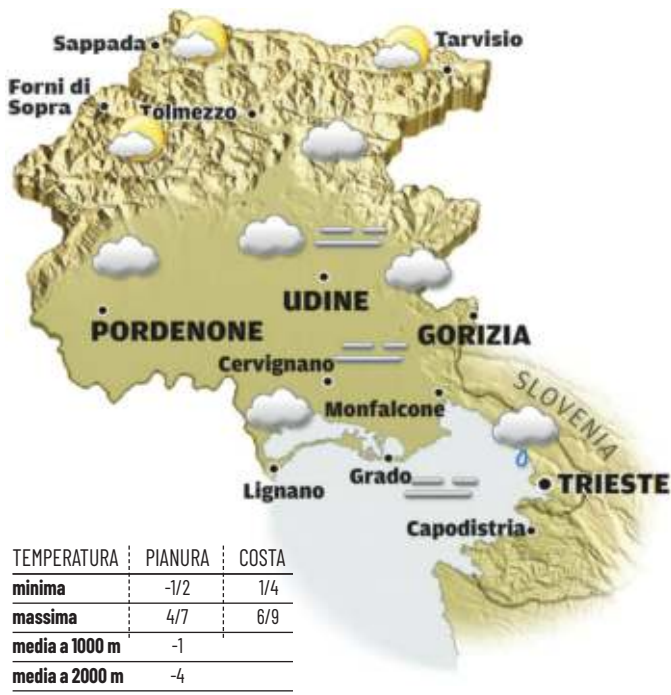 Sappada
Tarvisio
Forni di
Sopra
Tolmezzo
UDINE
PORDENONE
GORIZIA
Cervignano
SLOVENIA
Monfalcone
Lignano
Grado
TRIESTE
Capodistria
TEMPERATURA PIANURA COSTA
minima -1/2 1/4
massima 4/7 6/9
media a 1000 m -1
media a 2000 m -4